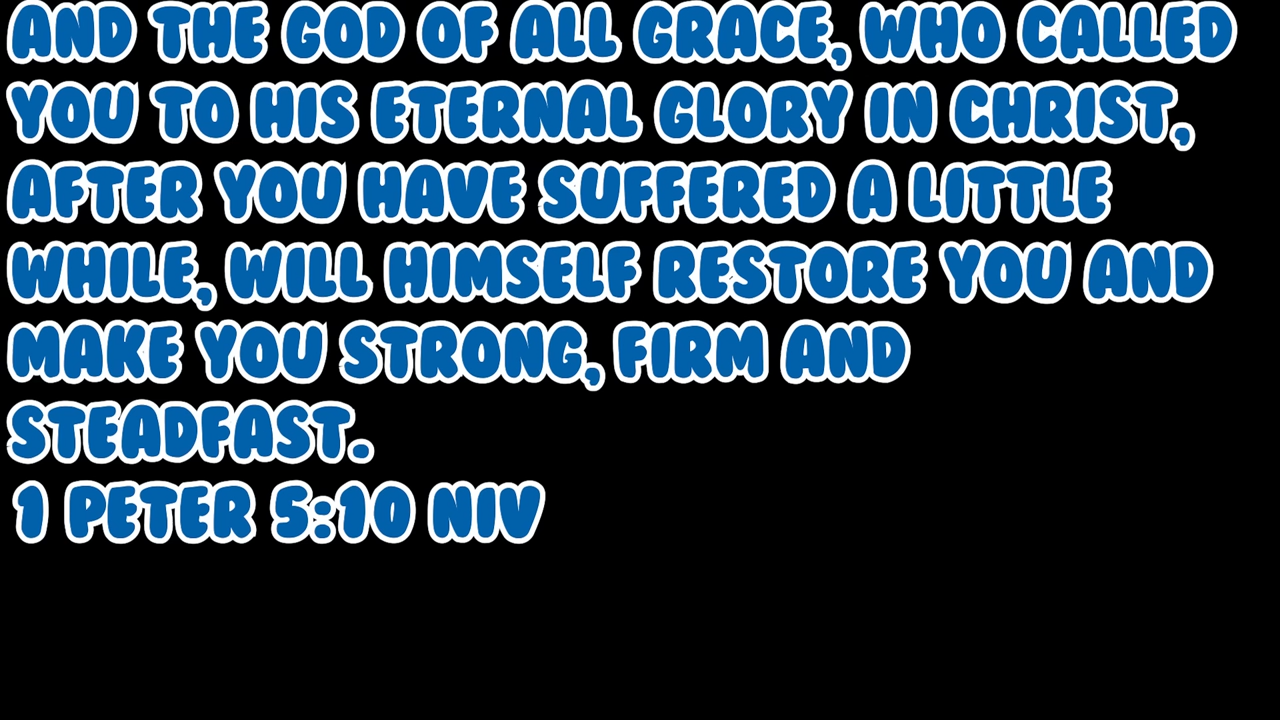 AND THE GOD OF ALL GRACE, WHO CALLED
YOU TO HIS ETERNAL GLORY IN CHRIST,
AFTER YOU HAVE SUFFERED A LITTLE
WHILE, WILL HIMSELF RESTORE YOU AND
MAKE YOU STRONG, FIRM AND
STEADFAST.
1 PETER 5:10 NIV